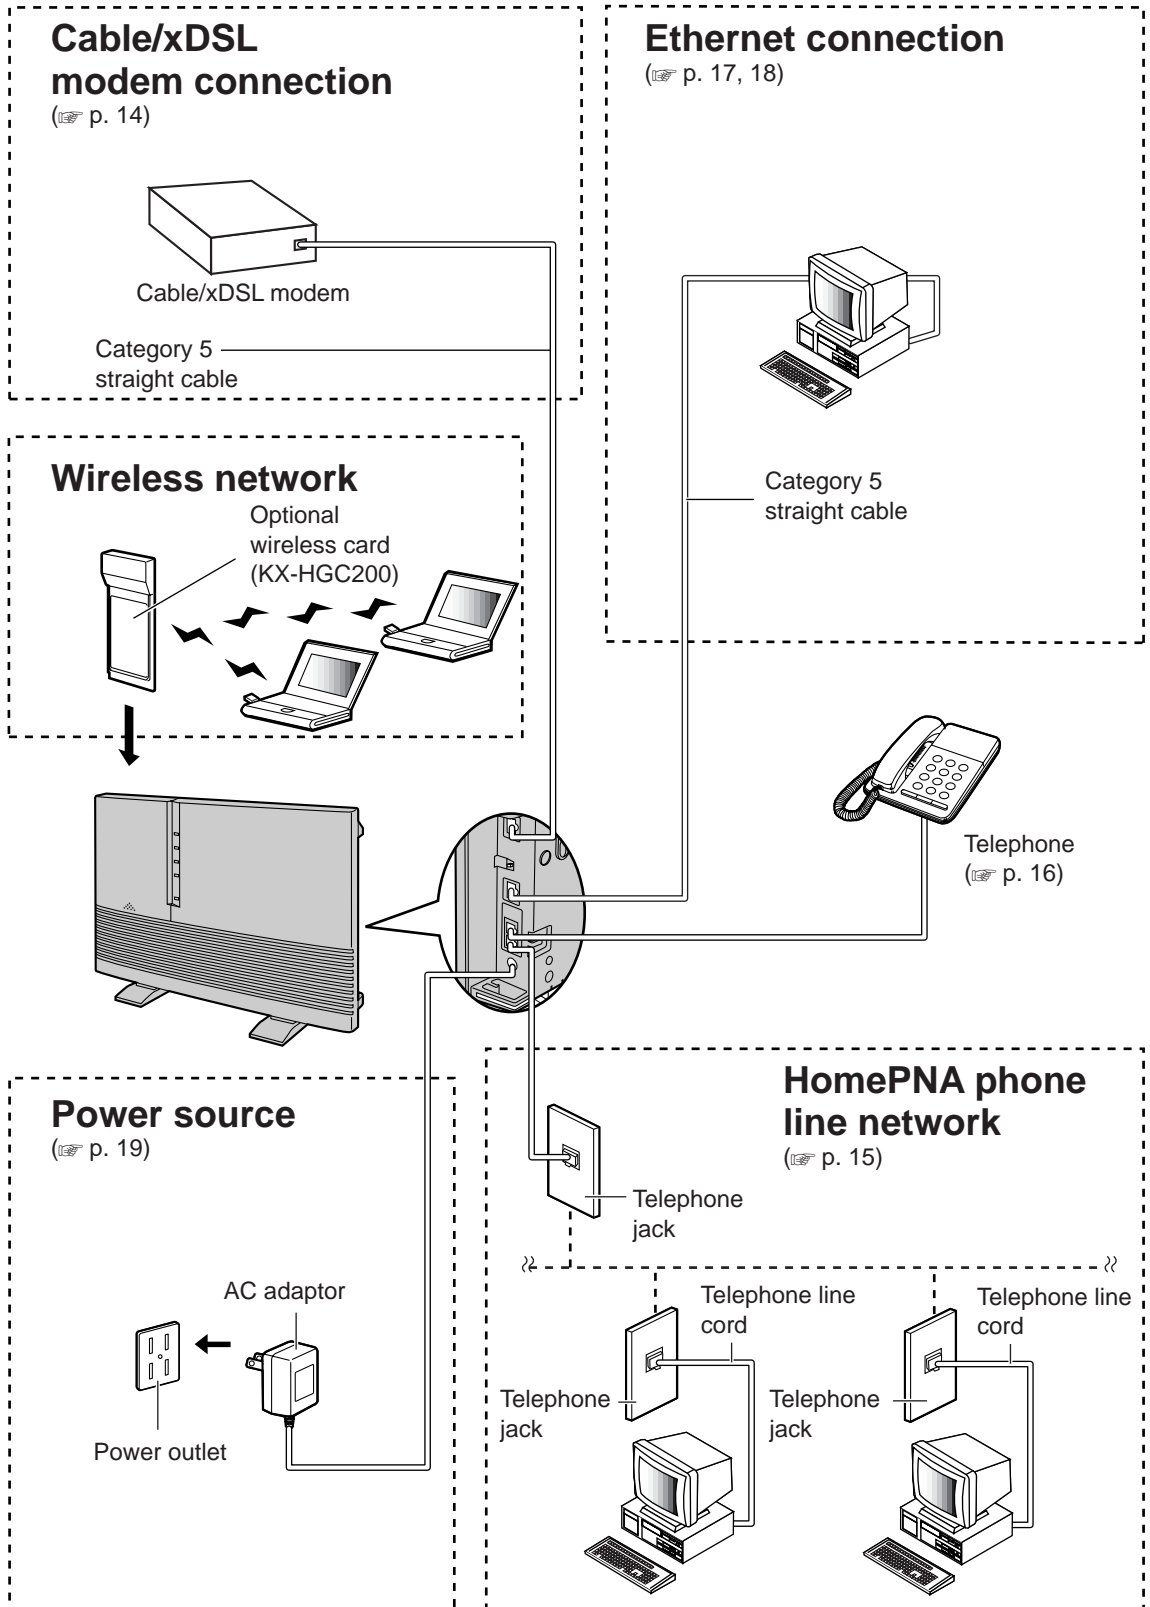 Cable/xDSL
modem connection
(☞ p. 14)
Cable/xDSL modem
Category 5
straight cable
Ethernet connection
(☞ p. 17, 18)
Category 5
straight cable
Wireless network
Optional
wireless card
(KX-HGC200)
Telephone
(☞ p. 16)
Power source
(☞ p. 19)
AC adaptor
Power outlet
HomePNA phone
line network
(☞ p. 15)
Telephone
jack
Telephone line
cord
Telephone line
cord
Telephone
jack
Telephone
jack